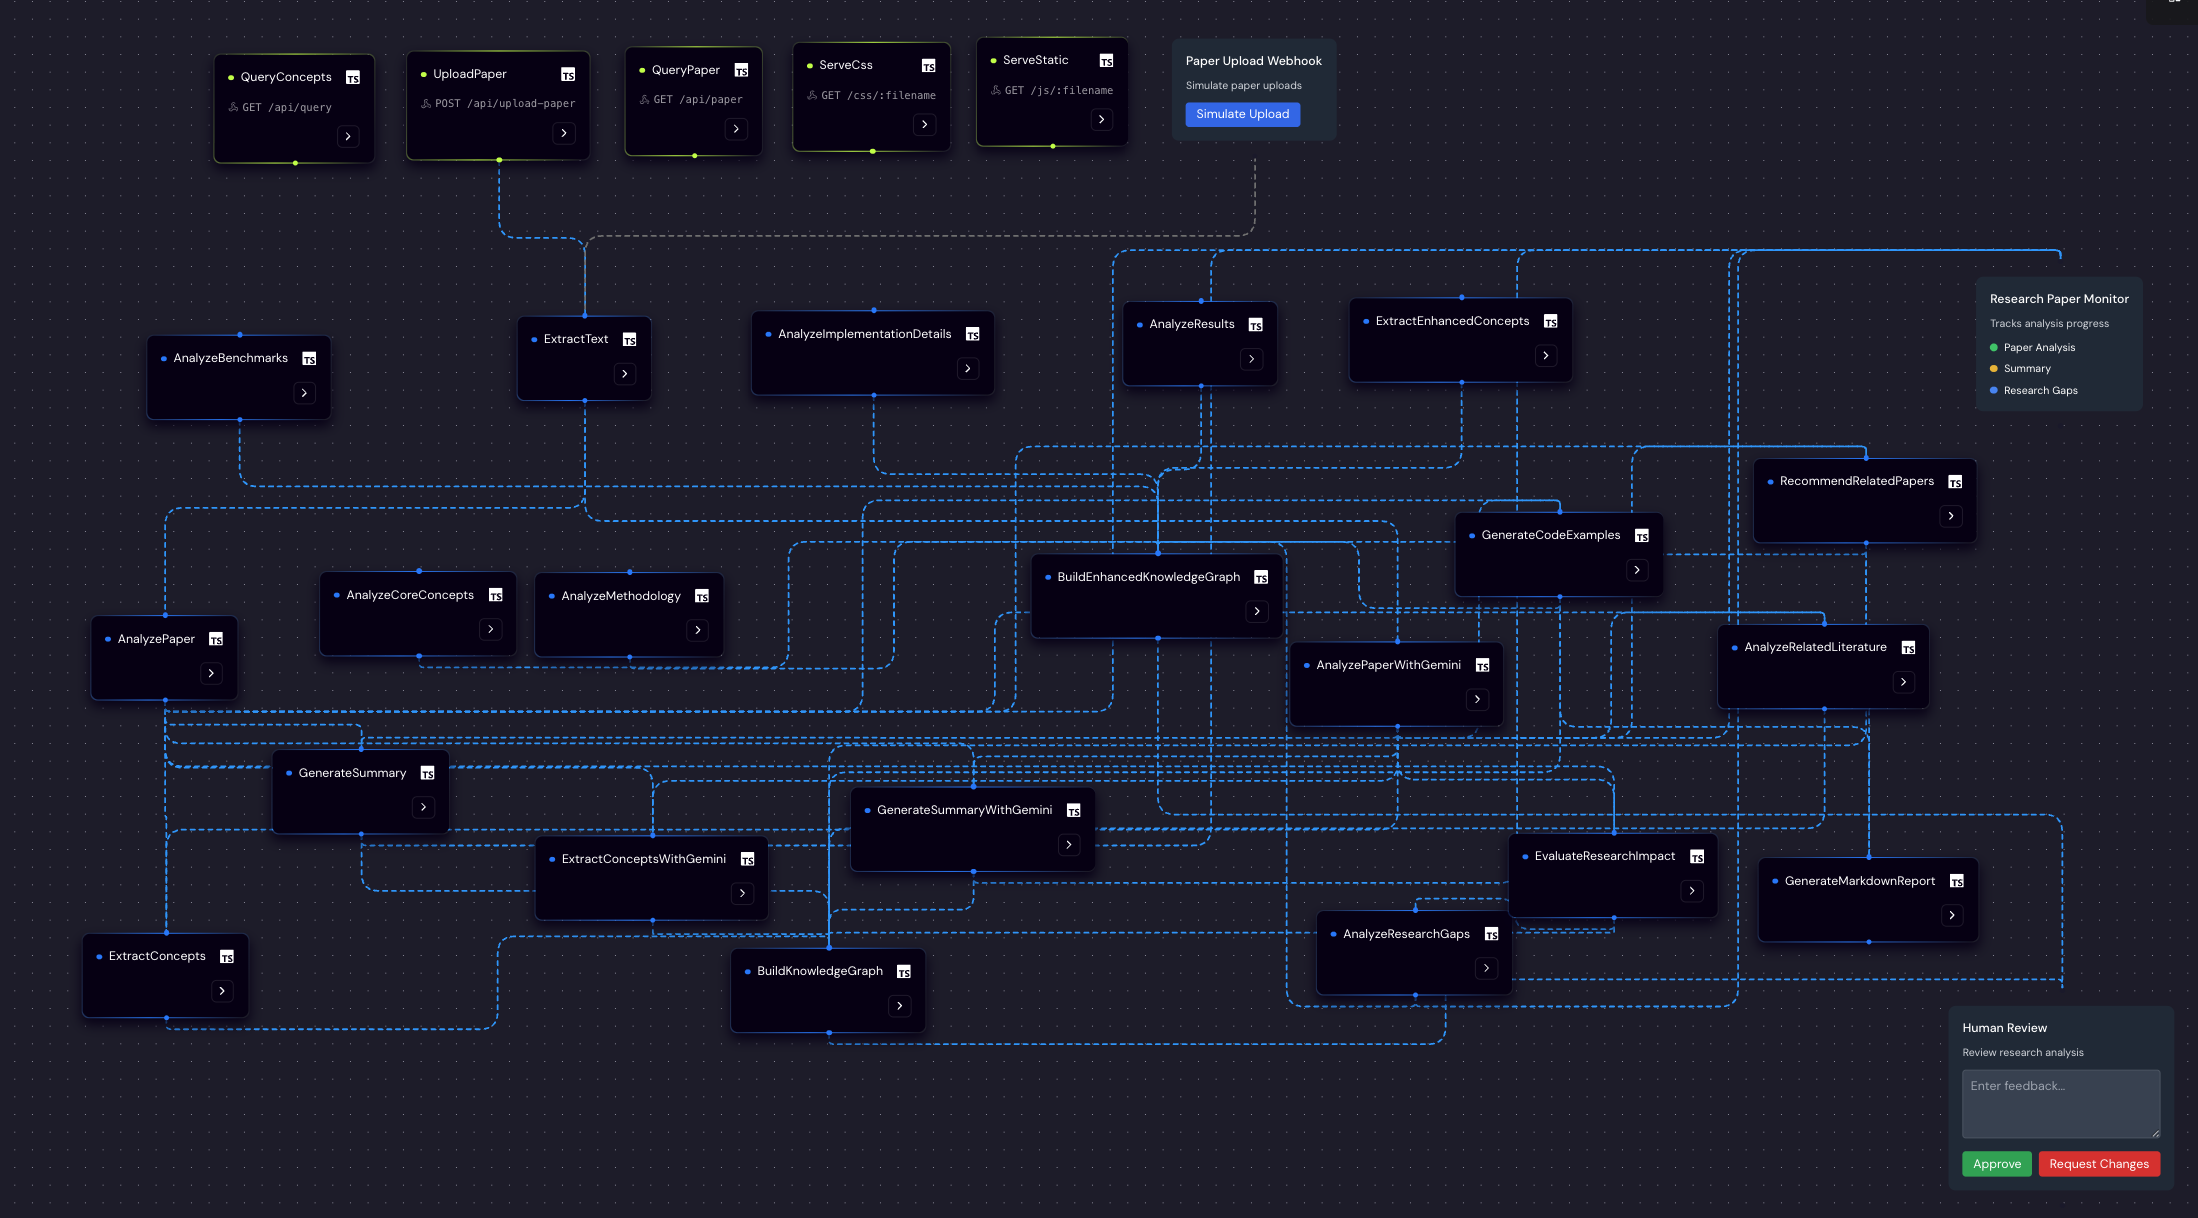 QueryConcepts TS
GET /api/query
UploadPaper TS
POST /api/upload-paper
QueryPaper TS
GET /api/paper
ServeCss TS
GET /css/:filename
ServeStatic TS
GET /js/:filename
Paper Upload Webhook
Simulate paper uploads
Simulate Upload
AnalyzeBenchmarks TS
ExtractText TS
AnalyzeImplementationDetails TS
AnalyzeResults TS
ExtractEnhancedConcepts TS
Research Paper Monitor
Tracks analysis progress
Paper Analysis
Summary
Research Gaps
RecommendRelatedPapers TS
GenerateCodeExamples TS
AnalyzeCoreConcepts TS
AnalyzeMethodology TS
BuildEnhancedKnowledgeGraph TS
AnalyzePaper TS
AnalyzePaperWithGemini TS
AnalyzeRelatedLiterature TS
GenerateSummary TS
GenerateSummaryWithGemini TS
ExtractConceptsWithGemini TS
EvaluateResearchImpact TS
GenerateMarkdownReport TS
AnalyzeResearchGaps TS
ExtractConcepts TS
BuildKnowledgeGraph TS
Human Review
Review research analysis
Enter feedback...
Approve
Request Changes